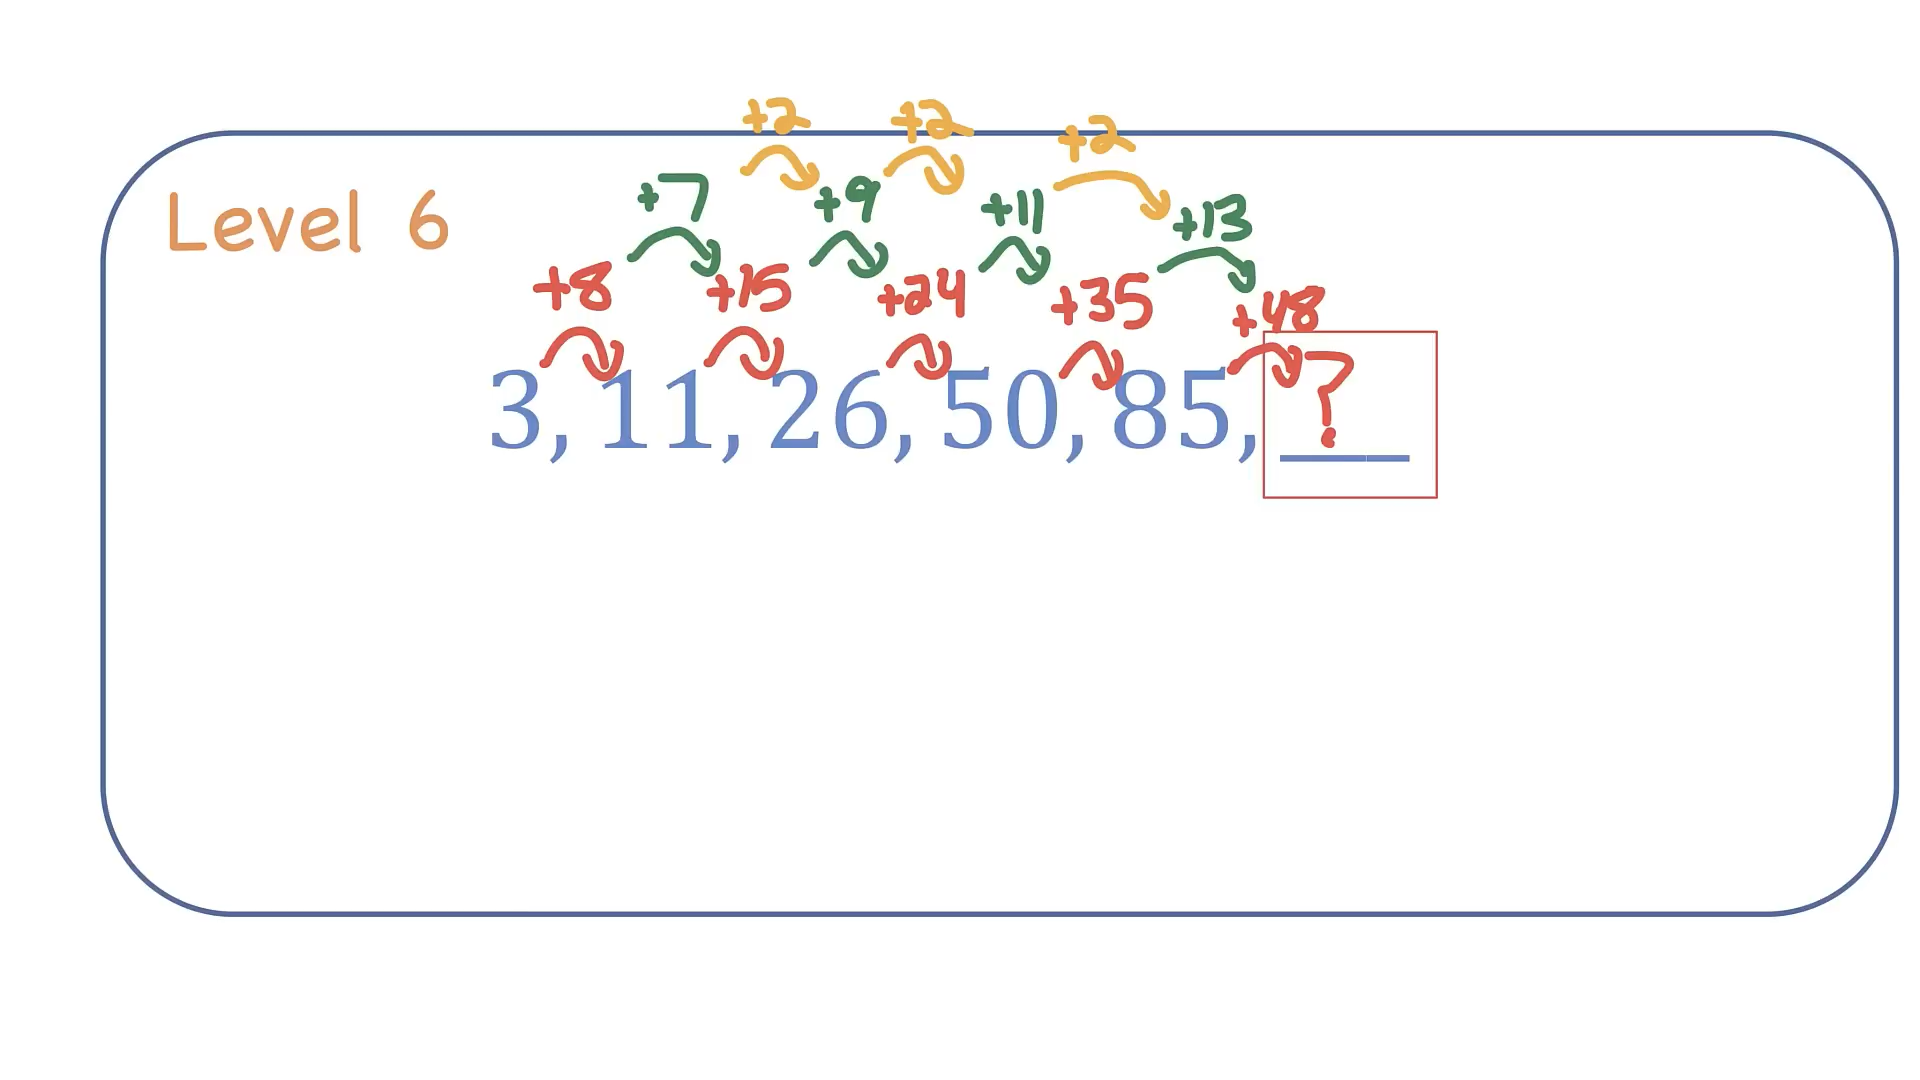 +2 +2 +2
+7 +9 +11 +13
Level 6
+8 +15 +24 +35 +48
3, 11, 26, 50, 85, ?